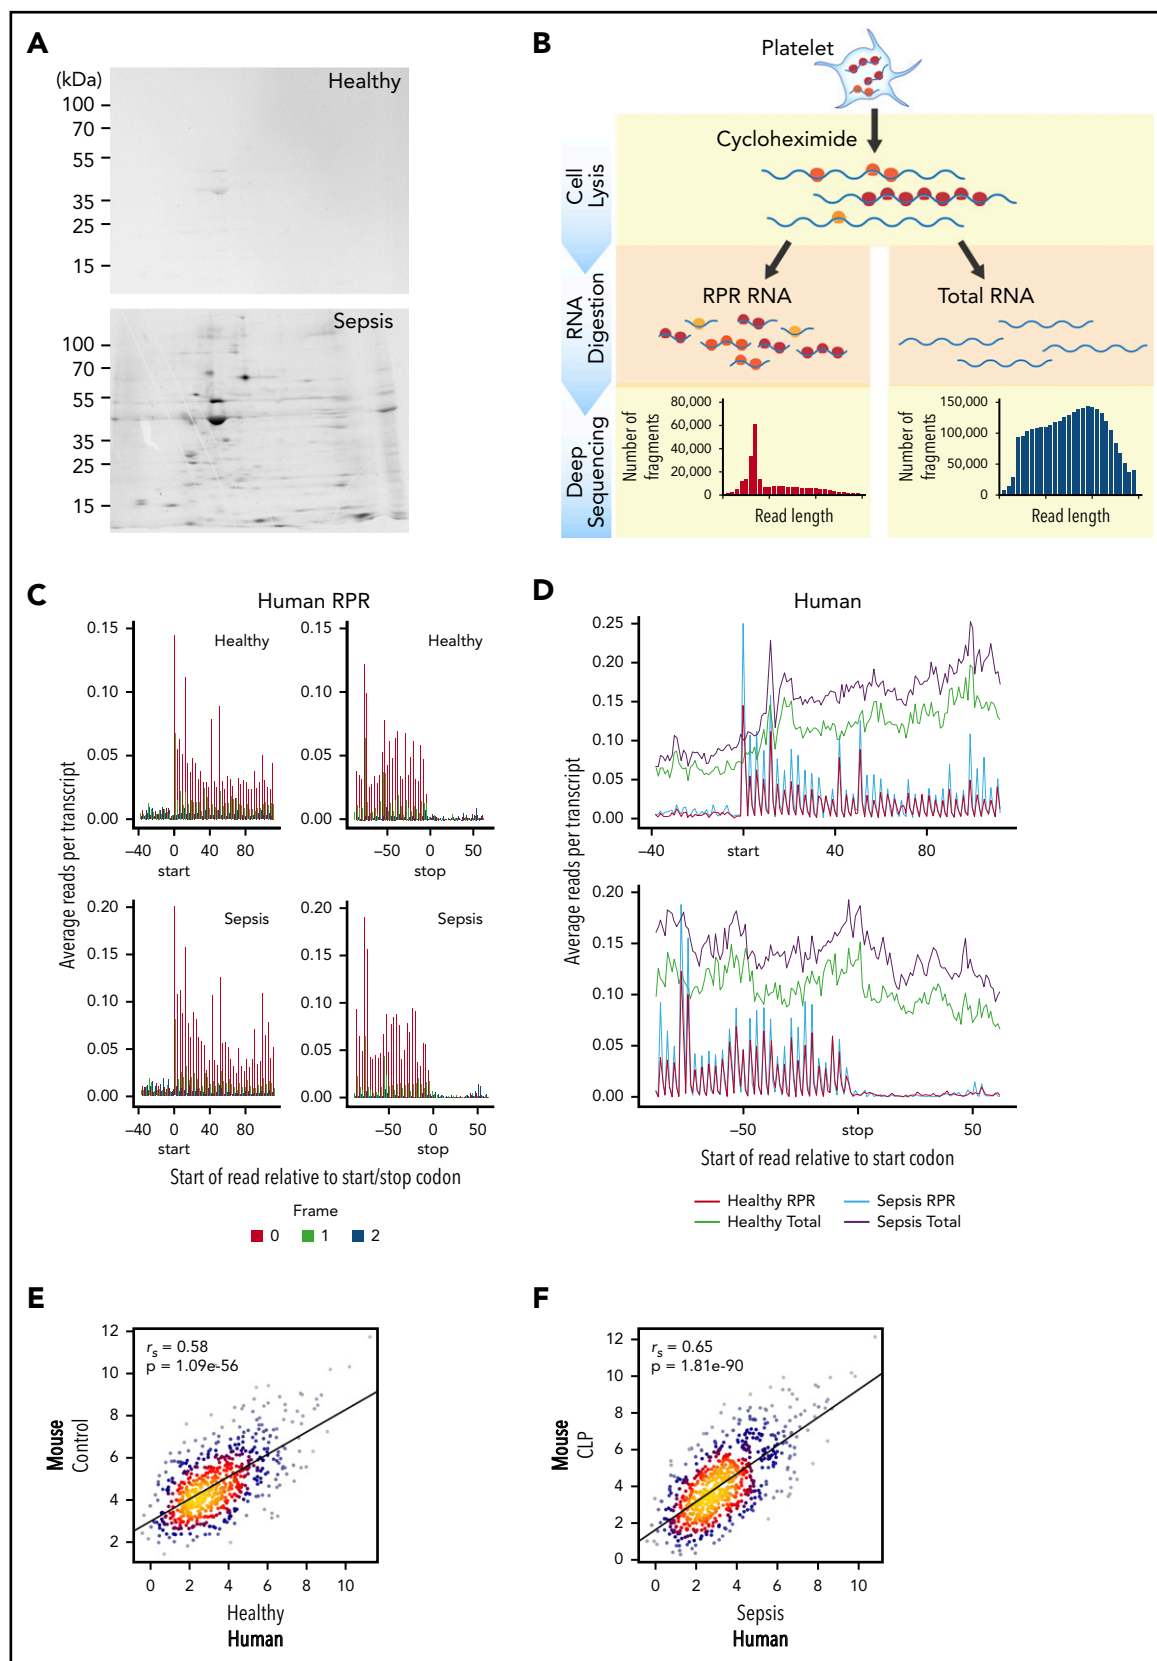 A
(kDa)
Healthy
100
70
55
35
25
15
Sepsis
100
70
55
35
25
15
B
Platelet
Cell
Lysis
Cycloheximide
RNA
Digestion
RPR RNA
Total RNA
Deep
Sequencing
Number of
fragments
80,000
60,000
40,000
20,000
0
Read length
Number of
fragments
150,000
100,000
50,000
0
Read length
C
Human RPR
Average reads per transcript
Healthy
0.15
0.10
0.05
0.00
–40 0 40 80
start
Healthy
0.15
0.10
0.05
0.00
–50 0 50
stop
Sepsis
0.20
0.15
0.10
0.05
0.00
–40 0 40 80
start
Sepsis
0.20
0.15
0.10
0.05
0.00
–50 0 50
stop
Start of read relative to start/stop codon
Frame
0 1 2
D
Human
Average reads per transcript
0.25
0.20
0.15
0.10
0.05
0.00
–40 start 40 80
0.20
0.15
0.10
0.05
0.00
–50 stop 50
Start of read relative to start codon
Healthy RPR Sepsis RPR
Healthy Total Sepsis Total
E
Mouse
Control
12
10
8
6
4
2
rs = 0.58
p = 1.09e-56
0 2 4 6 8 10
Healthy
Human
F
Mouse
CLP
12
10
8
6
4
2
0
rs = 0.65
p = 1.81e-90
0 2 4 6 8 10
Sepsis
Human